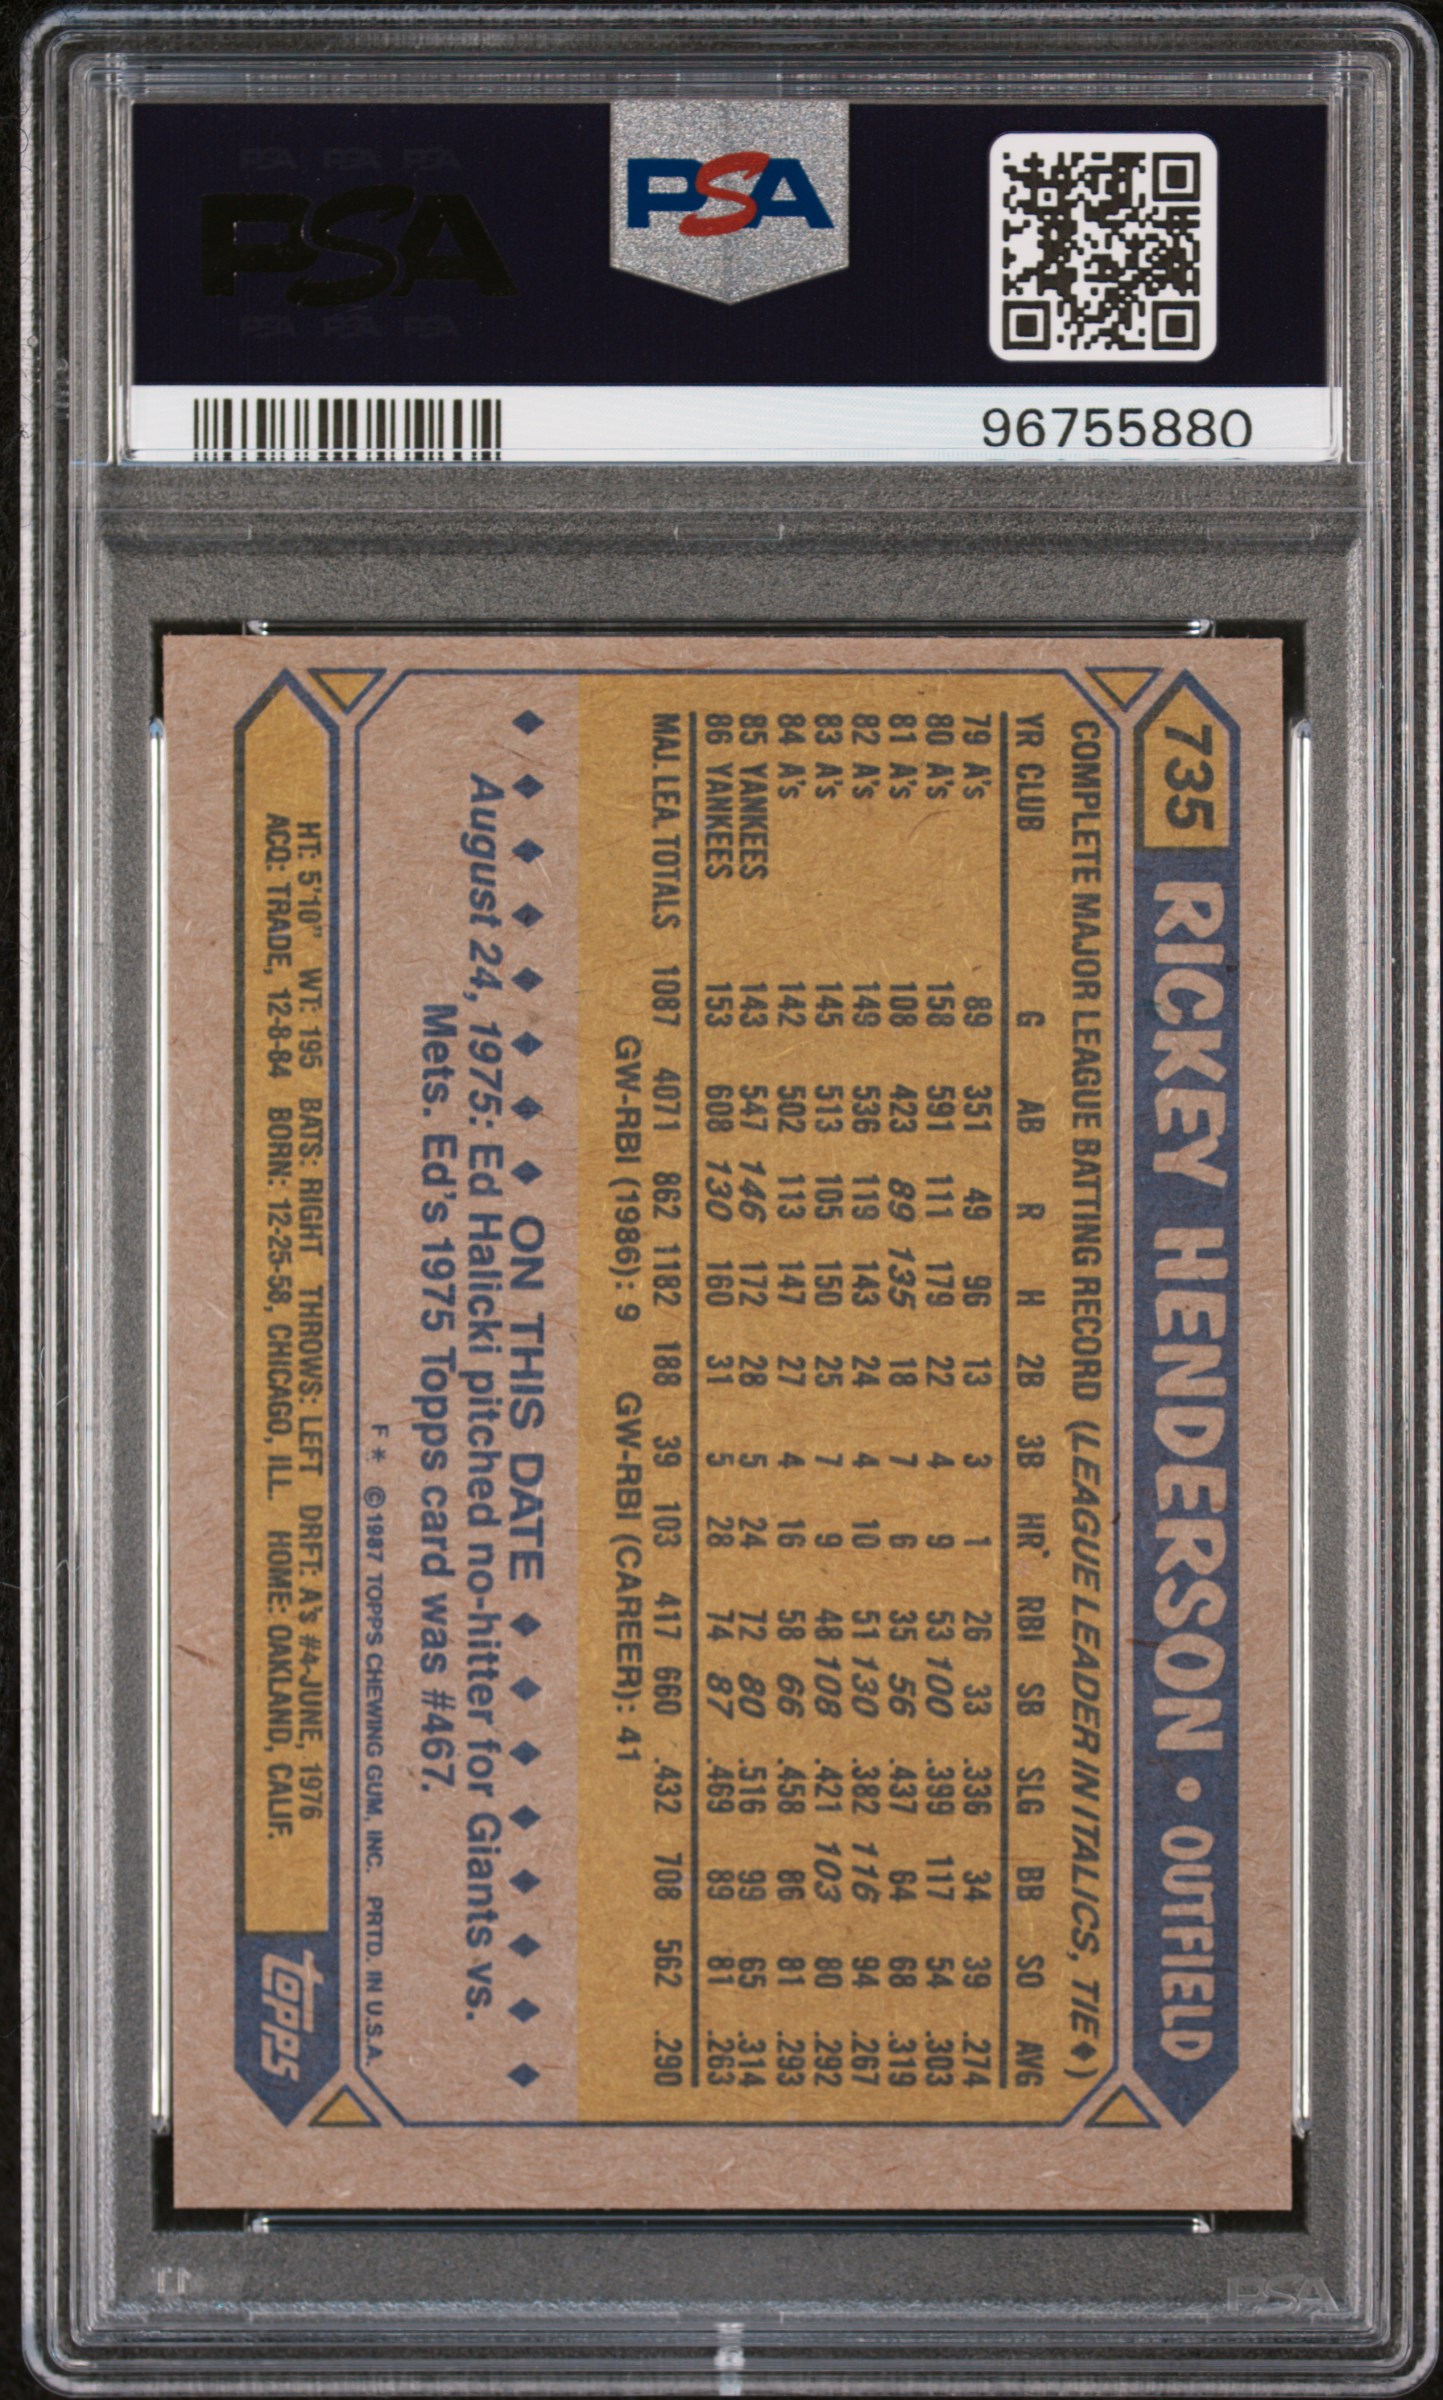 PSA PSA PSA
PSA
PSA PSA PSA
PSA
96755880
735 RICKEY HENDERSON • OUTFIELD
COMPLETE MAJOR LEAGUE BATTING RECORD (LEAGUE LEADER IN ITALICS, TIE♦)
YR CLUB G AB R H 2B 3B HR RBI SB SLG BB SO AVG
79 A's 89 351 49 96 13 3 1 26 33 .336 34 39 .274
80 A's 158 591 111 179 22 4 9 53 100 .399 117 54 .303
81 A's 108 423 89 135 18 7 6 35 56 .437 64 68 .319
82 A's 149 536 119 143 24 4 10 51 130 .382 116 94 .267
83 A's 145 513 105 150 25 7 9 48 108 .421 103 80 .292
84 A's 142 502 113 147 27 4 16 58 66 .458 86 81 .293
85 YANKEES 143 547 146 172 28 5 24 72 80 .516 99 65 .314
86 YANKEES 153 608 130 160 31 5 28 74 87 .469 89 81 .263
MAJ. LEA. TOTALS 1087 4071 862 1182 188 39 103 417 660 .432 708 562 .290
GW-RBI (1986): 9 GW-RBI (CAREER): 41
ON THIS DATE
August 24, 1975: Ed Halicki pitched no-hitter for Giants vs.
Mets. Ed's 1975 Topps card was #467.
F * © 1987 TOPPS CHEWING GUM, INC. PRTD. IN U.S.A.
HT: 5'10" WT: 195 BATS: RIGHT THROWS: LEFT DRFT: A's #4-JUNE, 1976
ACQ: TRADE, 12-8-84 BORN: 12-25-58, CHICAGO, ILL. HOME: OAKLAND, CALIF.
TOPPS
PSA